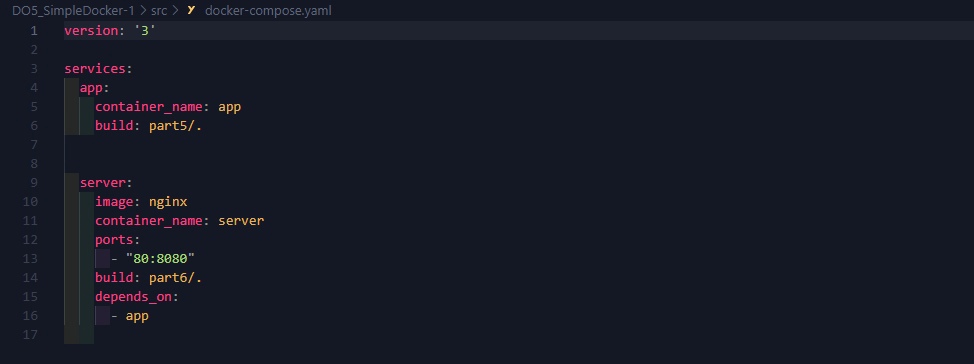 DO5_SimpleDocker-1 > src > Y docker-compose.yaml
1 version: '3'
2
3 services:
4   app:
5     container_name: app
6     build: part5/.
7
8
9   server:
10     image: nginx
11     container_name: server
12     ports:
13       - "80:8080"
14     build: part6/.
15     depends_on:
16       - app
17